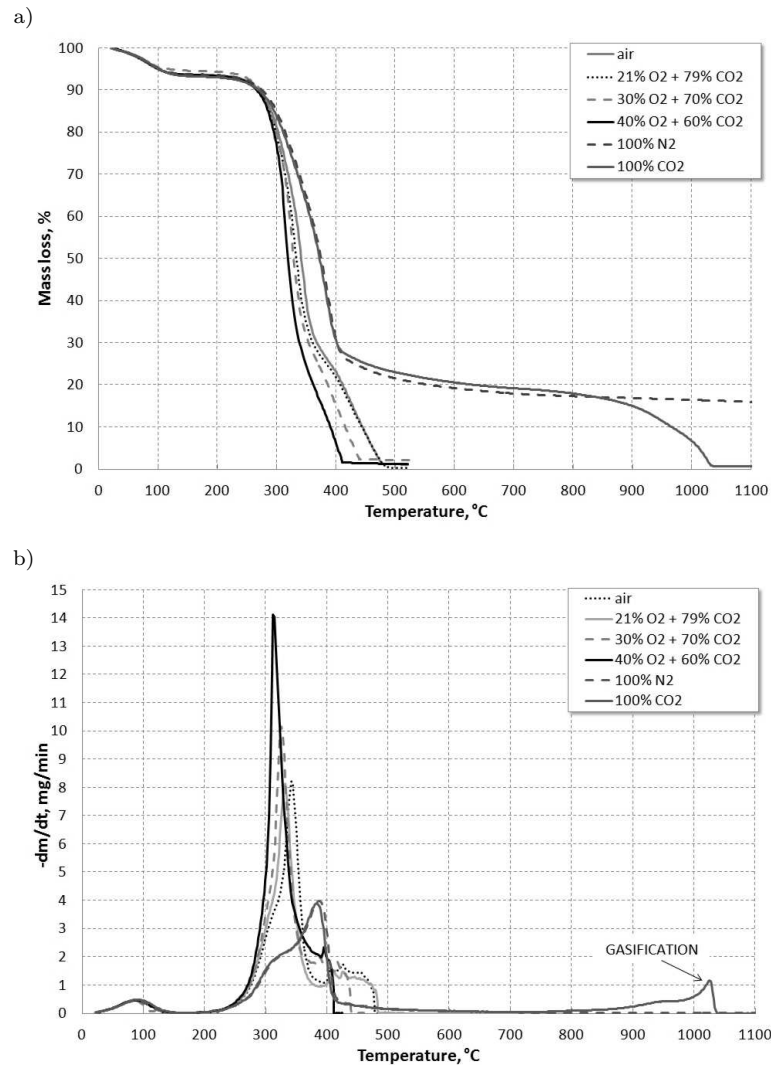 a)
100
90
80
70
60
50
40
30
20
10
0
Mass loss, %
air
21% O2 + 79% CO2
30% O2 + 70% CO2
40% O2 + 60% CO2
100% N2
100% CO2
0 100 200 300 400 500 600 700 800 900 1000 1100
Temperature, °C
b)
15
14
13
12
11
10
9
8
7
6
5
4
3
2
1
0
-dm/dt, mg/min
air
21% O2 + 79% CO2
30% O2 + 70% CO2
40% O2 + 60% CO2
100% N2
100% CO2
GASIFICATION
0 100 200 300 400 500 600 700 800 900 1000 1100
Temperature, °C